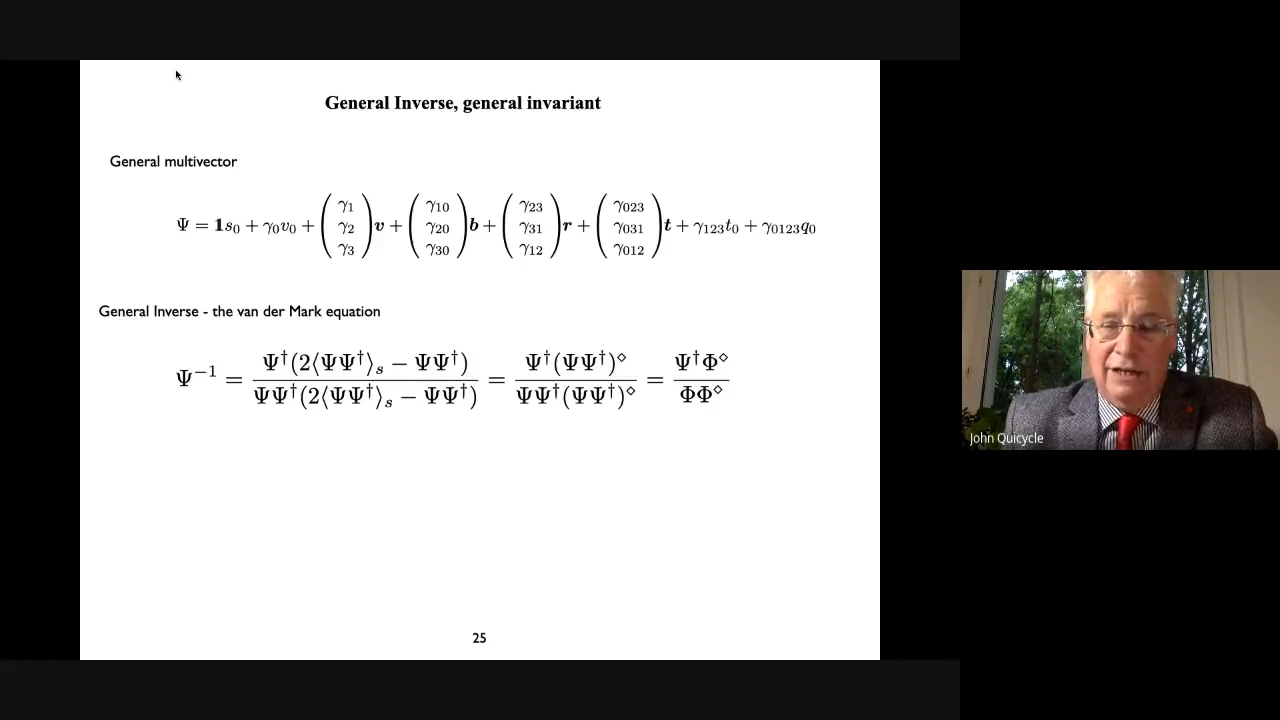 General Inverse, general invariant
General multivector
Ψ = 𝟏s₀ + γ₀v₀ + (γ₁ γ₂ γ₃) v + (γ₁₀ γ₂₀ γ₃₀) b + (γ₂₃ γ₃₁ γ₁₂) r + (γ₀₂₃ γ₀₃₁ γ₀₁₂) t + γ₁₂₃t₀ + γ₀₁₂₃q₀
General Inverse - the van der Mark equation
Ψ⁻¹ = Ψ†(2⟨ΨΨ†⟩ₛ − ΨΨ†) / ΨΨ†(2⟨ΨΨ†⟩ₛ − ΨΨ†) = Ψ†(ΨΨ†)⋄ / ΨΨ†(ΨΨ†)⋄ = Ψ†Φ⋄ / ΦΦ⋄
John Quicycle
25